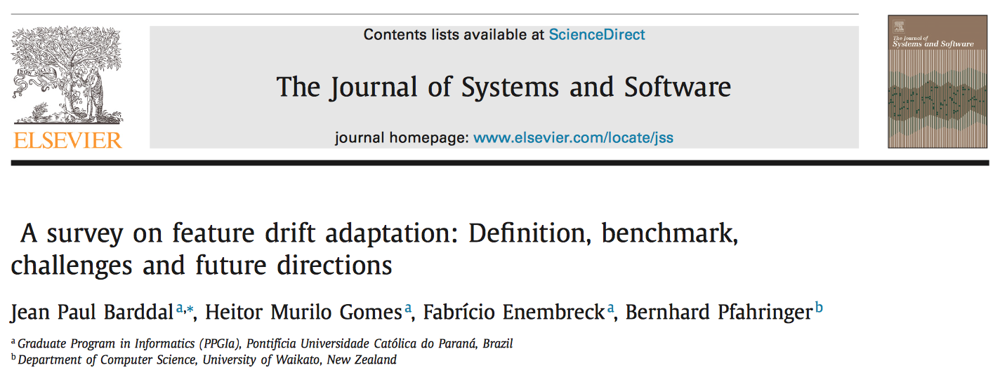 Contents lists available at ScienceDirect
The Journal of Systems and Software
journal homepage: www.elsevier.com/locate/jss
NON SOLUS
ELSEVIER
The Journal of
Systems and Software
A survey on feature drift adaptation: Definition, benchmark,
challenges and future directions
Jean Paul Barddal a,*, Heitor Murilo Gomes a, Fabrício Enembreck a, Bernhard Pfahringer b
a Graduate Program in Informatics (PPGIa), Pontifícia Universidade Católica do Paraná, Brazil
b Department of Computer Science, University of Waikato, New Zealand